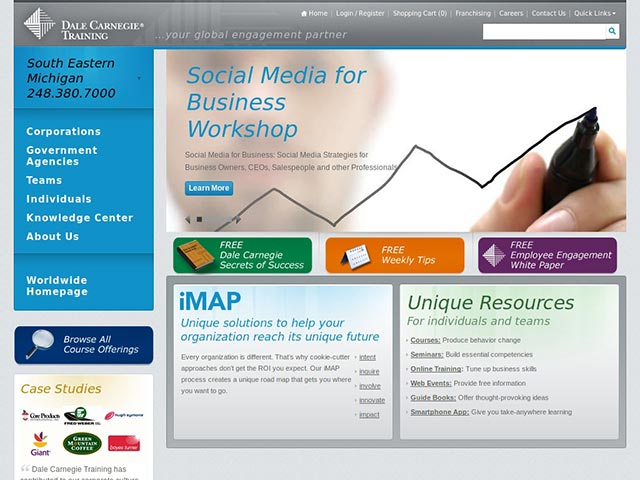 Home | Login / Register | Shopping Cart (0) | Franchising | Careers | Contact Us | Quick Links
DALE CARNEGIE®
TRAINING
...your global engagement partner
South Eastern
Michigan
248.380.7000
Corporations
Government
Agencies
Teams
Individuals
Knowledge Center
About Us
Worldwide
Homepage
Browse All
Course Offerings
Case Studies
Core Products
INTERNATIONAL, INC.
FRED WEBER INC.
hugh symons
Giant
GREEN
MOUNTAIN
COFFEE
boyes turner
Dale Carnegie Training has
contributed to our corporate culture
Social Media for
Business
Workshop
Social Media for Business: Social Media Strategies for
Business Owners, CEOs, Salespeople and other Professionals
Learn More
FREE
Dale Carnegie
Secrets of Success
FREE
Weekly Tips
FREE
Employee Engagement
White Paper
iMAP
Unique solutions to help your
organization reach its unique future
Every organization is different. That's why cookie-cutter
approaches don't get the ROI you expect. Our iMAP
process creates a unique road map that gets you where
you want to go.
intent
inquire
involve
innovate
impact
Unique Resources
For individuals and teams
Courses: Produce behavior change
Seminars: Build essential competencies
Online Training: Tune up business skills
Web Events: Provide free information
Guide Books: Offer thought-provoking ideas
Smartphone App: Give you take-anywhere learning